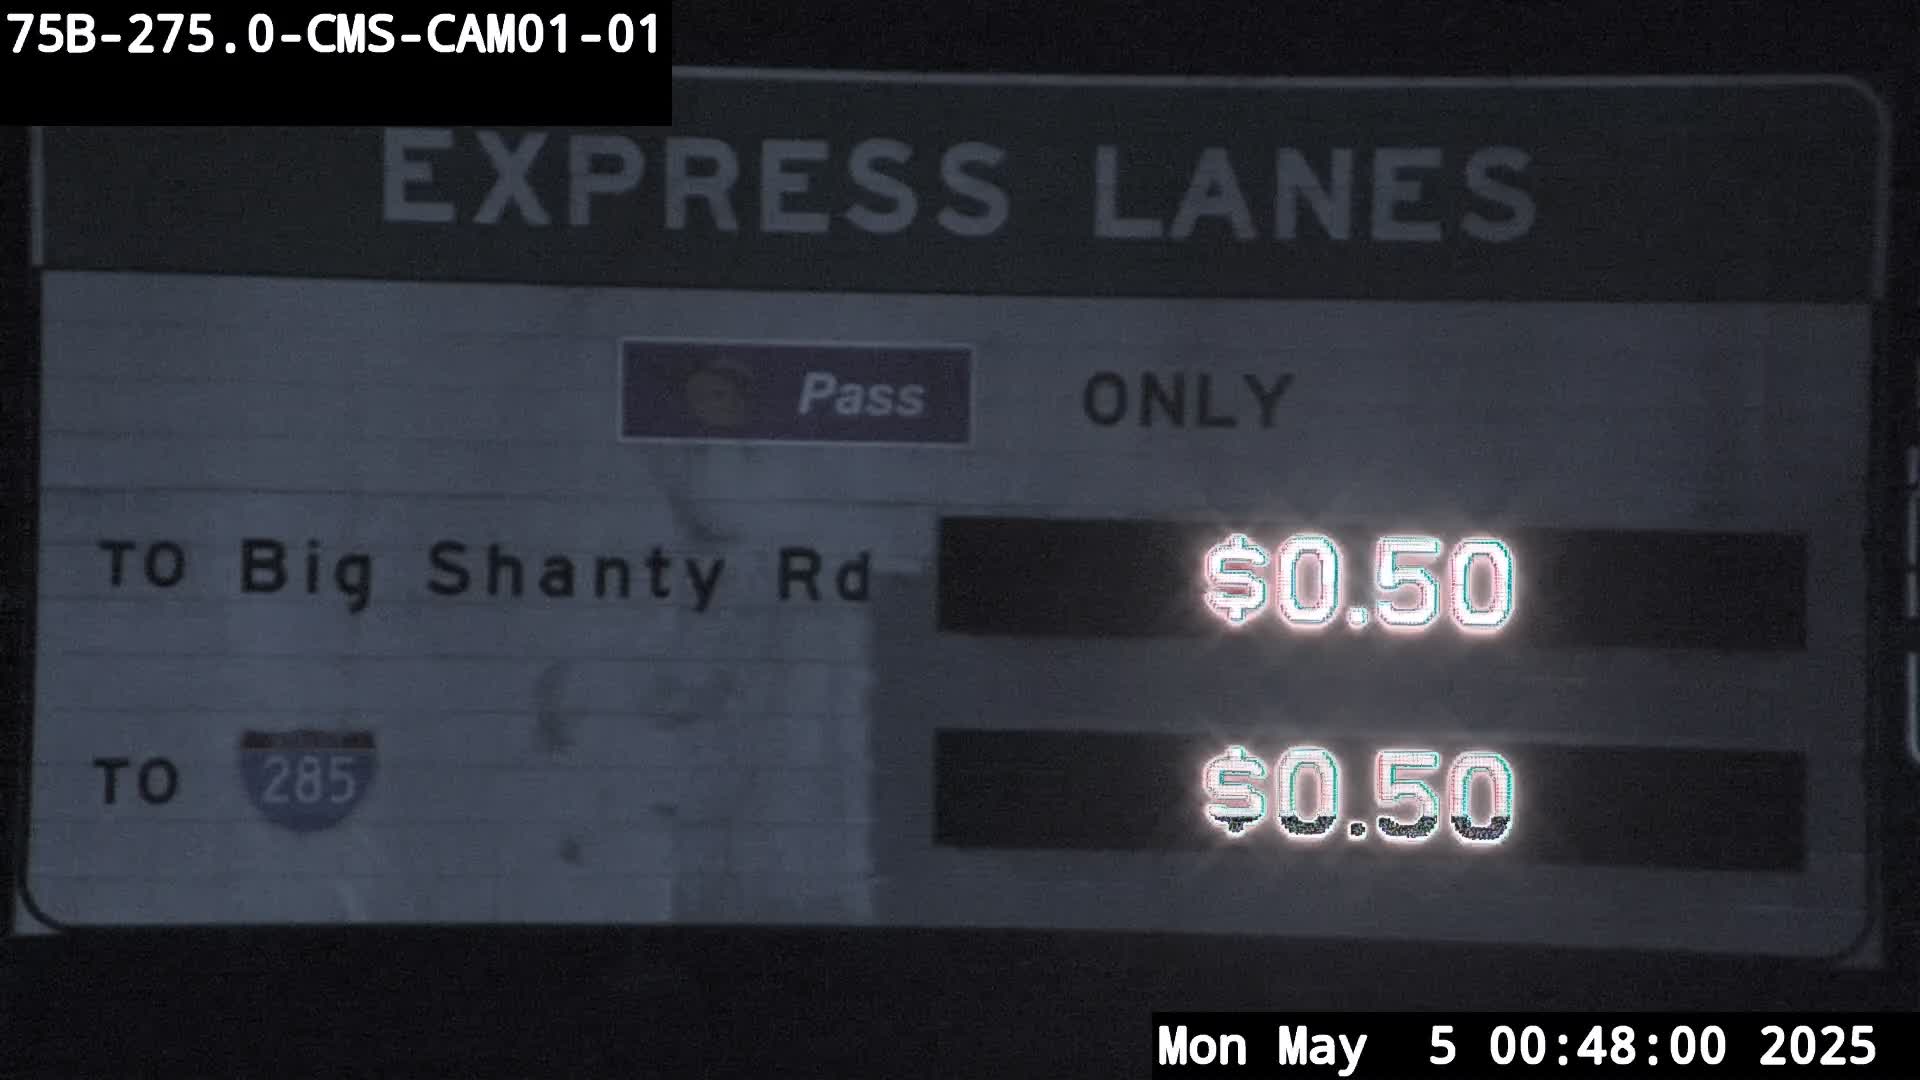 75B-275.0-CMS-CAM01-01
EXPRESS LANES
Pass ONLY
TO Big Shanty Rd $0.50
TO 285 $0.50
Mon May 5 00:48:00 2025